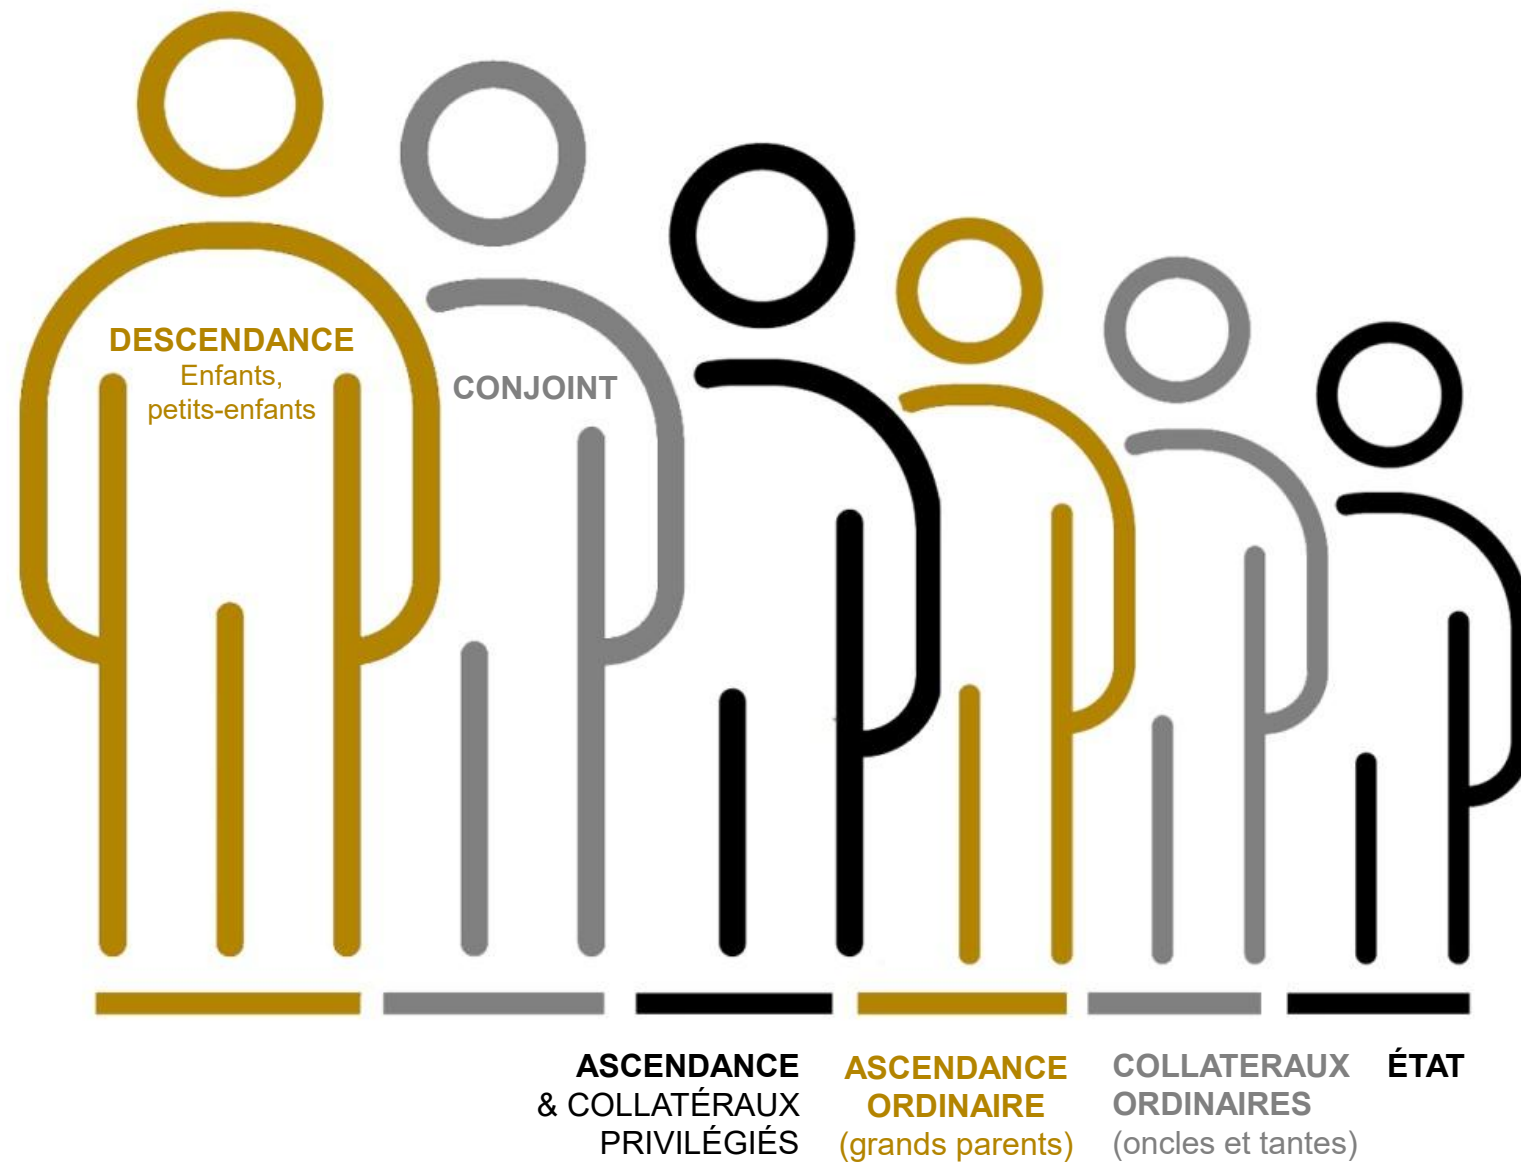 DESCENDANCE
Enfants,
petits-enfants
CONJOINT
ASCENDANCE
& COLLATÉRAUX
PRIVILÉGIÉS
ASCENDANCE
ORDINAIRE
(grands parents)
COLLATERAUX
ORDINAIRES
(oncles et tantes)
ÉTAT